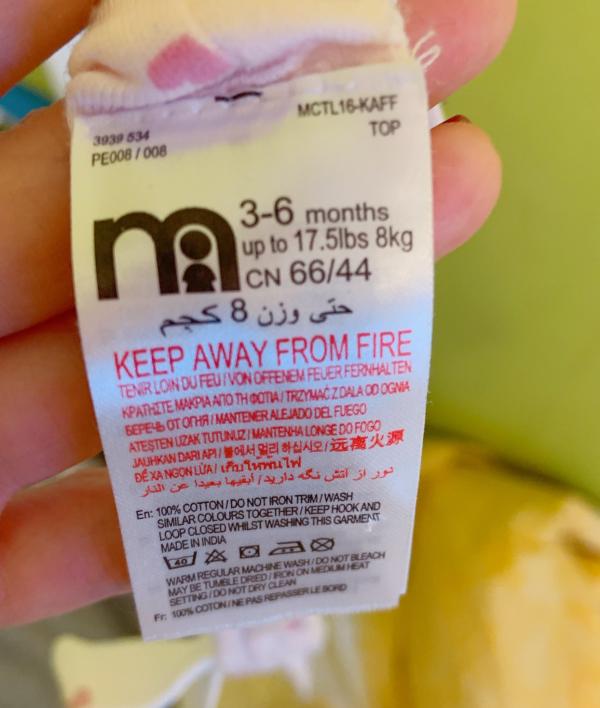 3939 534
PE008 / 008
MCTL16-KAFF
TOP
m
3-6 months
up to 17.5lbs 8kg
CN 66/44
حتى وزن 8 كجم
KEEP AWAY FROM FIRE
TENIR LOIN DU FEU / VON OFFENEM FEUER FERNHALTEN
ΚΡΑΤΗΣΤΕ ΜΑΚΡΙΑ ΑΠΟ ΤΗ ΦΩΤΙΑ / TRZYMAĆ Z DALA OD OGNIA
БЕРЕЧЬ ОТ ОГНЯ / MANTENER ALEJADO DEL FUEGO
ATEŞTEN UZAK TUTUNUZ / MANTENHA LONGE DO FOGO
JAUHKAN DARI API / 불에서 멀리 하십시오 / 远离火源
ĐỂ XA NGỌN LỬA / เก็บให้พ้นไฟ
دور از آتش نگه دارید / أبقيها بعيدا عن النار
En: 100% COTTON / DO NOT IRON TRIM / WASH
SIMILAR COLOURS TOGETHER / KEEP HOOK AND
LOOP CLOSED WHILST WASHING THIS GARMENT
MADE IN INDIA
40
WARM REGULAR MACHINE WASH / DO NOT BLEACH
MAY BE TUMBLE DRIED / IRON ON MEDIUM HEAT
SETTING / DO NOT DRY CLEAN
Fr: 100% COTON / NE PAS REPASSER LE BORD